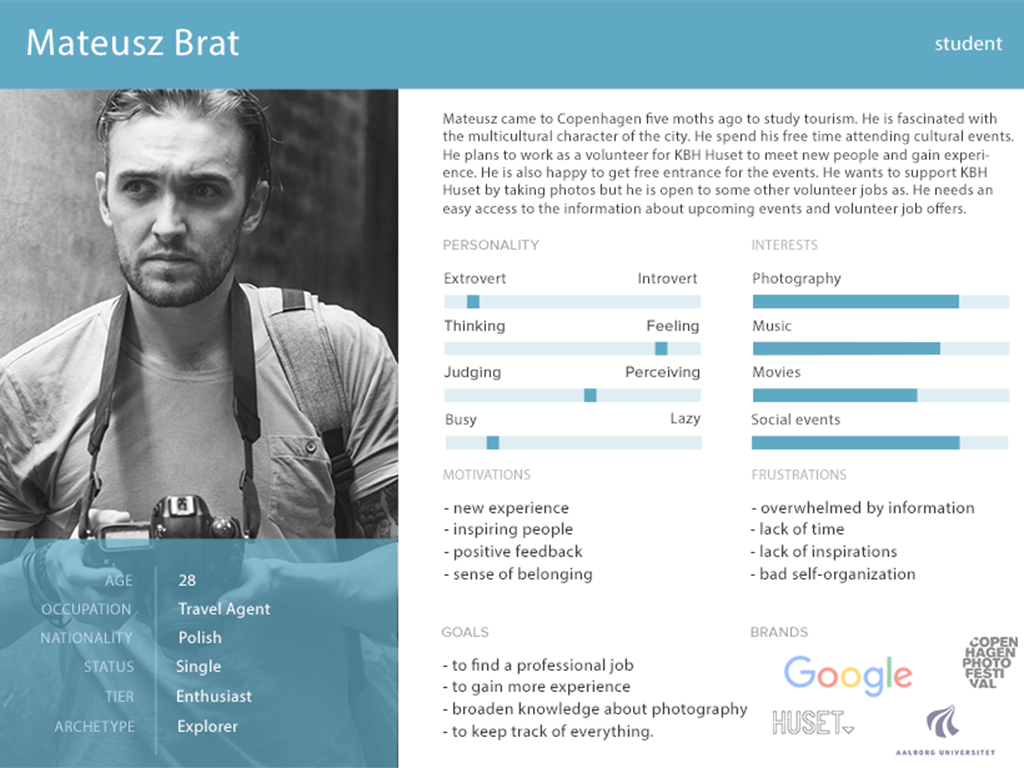 Mateusz Brat
student
Mateusz came to Copenhagen five moths ago to study tourism. He is fascinated with
the multicultural character of the city. He spend his free time attending cultural events.
He plans to work as a volunteer for KBH Huset to meet new people and gain experi-
ence. He is also happy to get free entrance for the events. He wants to support KBH
Huset by taking photos but he is open to some other volunteer jobs as. He needs an
easy access to the information about upcoming events and volunteer job offers.
PERSONALITY
Extrovert Introvert
Thinking Feeling
Judging Perceiving
Busy Lazy
INTERESTS
Photography
Music
Movies
Social events
MOTIVATIONS
- new experience
- inspiring people
- positive feedback
- sense of belonging
FRUSTRATIONS
- overwhelmed by information
- lack of time
- lack of inspirations
- bad self-organization
AGE 28
OCCUPATION Travel Agent
NATIONALITY Polish
STATUS Single
TIER Enthusiast
ARCHETYPE Explorer
GOALS
- to find a professional job
- to gain more experience
- broaden knowledge about photography
- to keep track of everything.
BRANDS
Google
COPEN
HAGEN
PHOTO
FESTI
VAL
HUSET
AALBORG UNIVERSITET